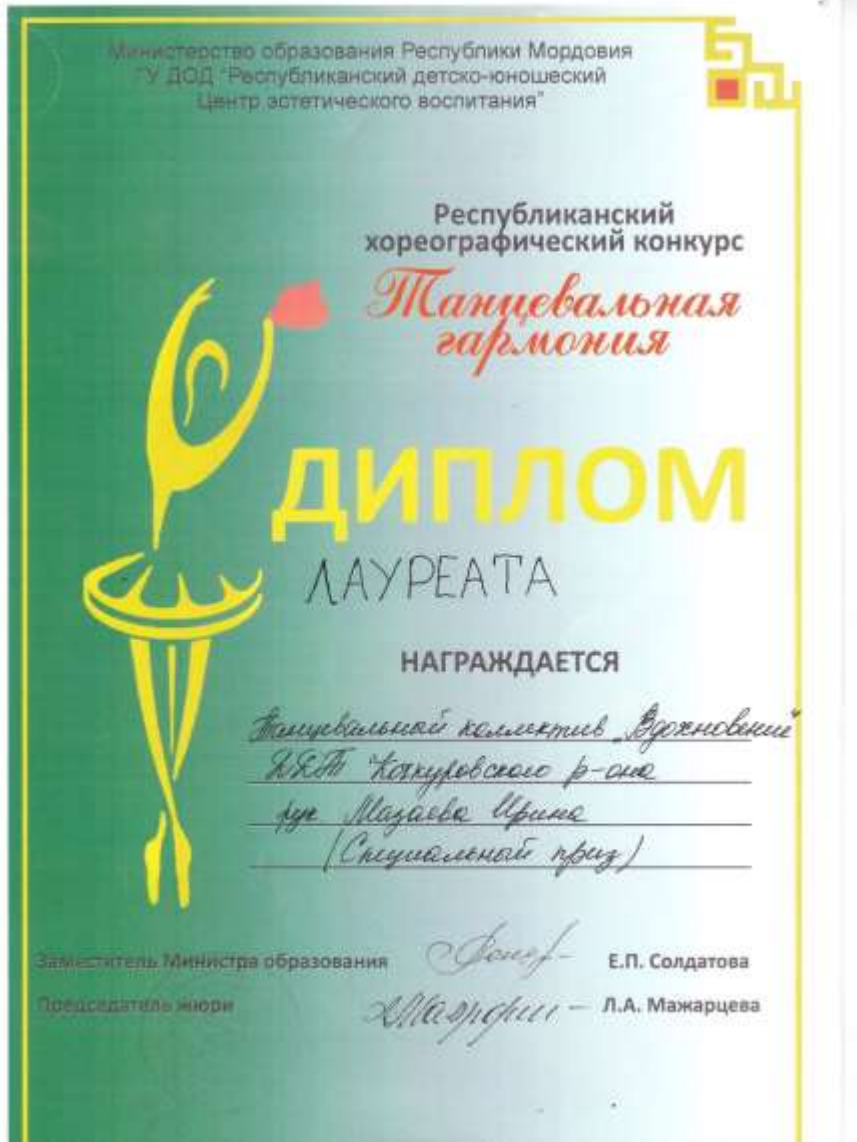 Министерство образования Республики Мордовия
ГУ ДОД "Республиканский детско-юношеский
Центр эстетического воспитания"
Республиканский
хореографический конкурс
Танцевальная
гармония
ДИПЛОМ
ЛАУРЕАТА
НАГРАЖДАЕТСЯ
Танцевальный коллектив „Вдохновение"
ДДТ Кочкуровского р-она
рук Мазаева Ирина
(Специальный приз)
Заместитель Министра образования Е.П. Солдатова
Председатель жюри Л.А. Мажарцева